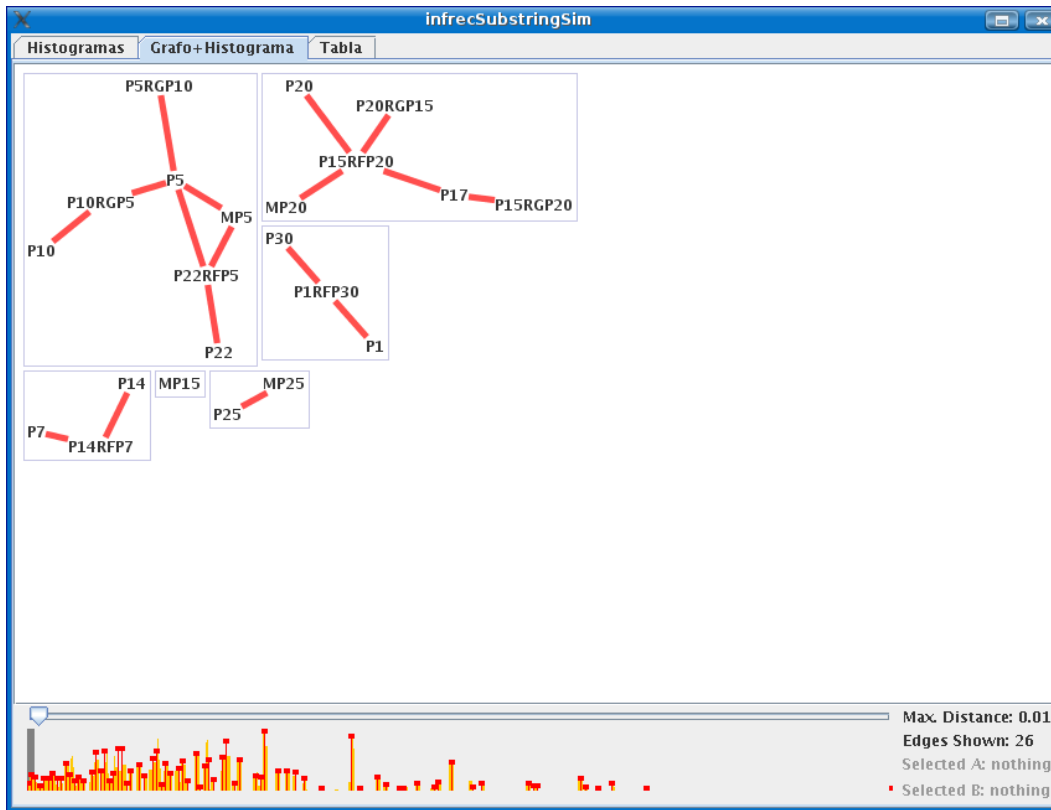 infrecSubstringSim
Histogramas Grafo+Histograma Tabla
P5RGP10
P5
P10RGP5
MP5
P10
P22RFP5
P22
P20
P20RGP15
P15RFP20
MP20
P17
P15RGP20
P30
P1RFP30
P1
P14
P7
P14RFP7
MP15
MP25
P25
Max. Distance: 0.01
Edges Shown: 26
Selected A: nothing
Selected B: nothing